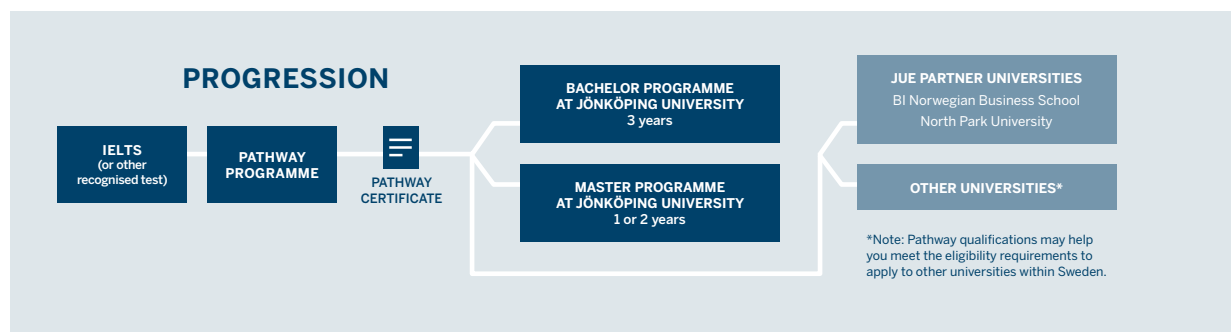 PROGRESSION
IELTS
(or other
recognised test)
PATHWAY
PROGRAMME
PATHWAY
CERTIFICATE
BACHELOR PROGRAMME
AT JÖNKÖPING UNIVERSITY
3 years
MASTER PROGRAMME
AT JÖNKÖPING UNIVERSITY
1 or 2 years
JUE PARTNER UNIVERSITIES
BI Norwegian Business School
North Park University
OTHER UNIVERSITIES*
*Note: Pathway qualifications may help
you meet the eligibility requirements to
apply to other universities within Sweden.